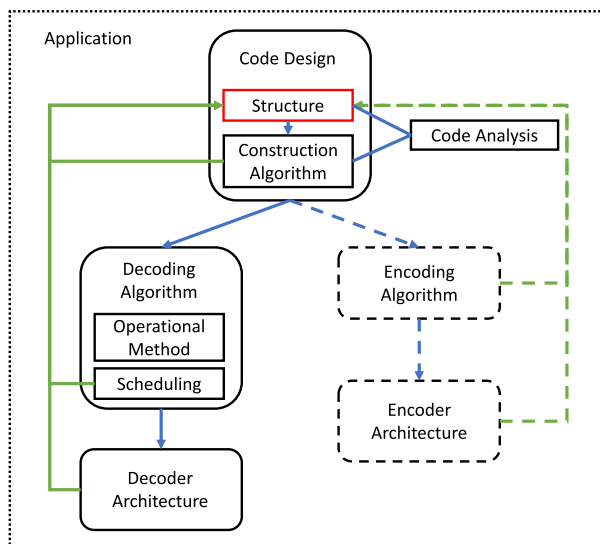 Application
Code Design
Structure
Construction
Algorithm
Code Analysis
Decoding
Algorithm
Operational
Method
Scheduling
Encoding
Algorithm
Decoder
Architecture
Encoder
Architecture